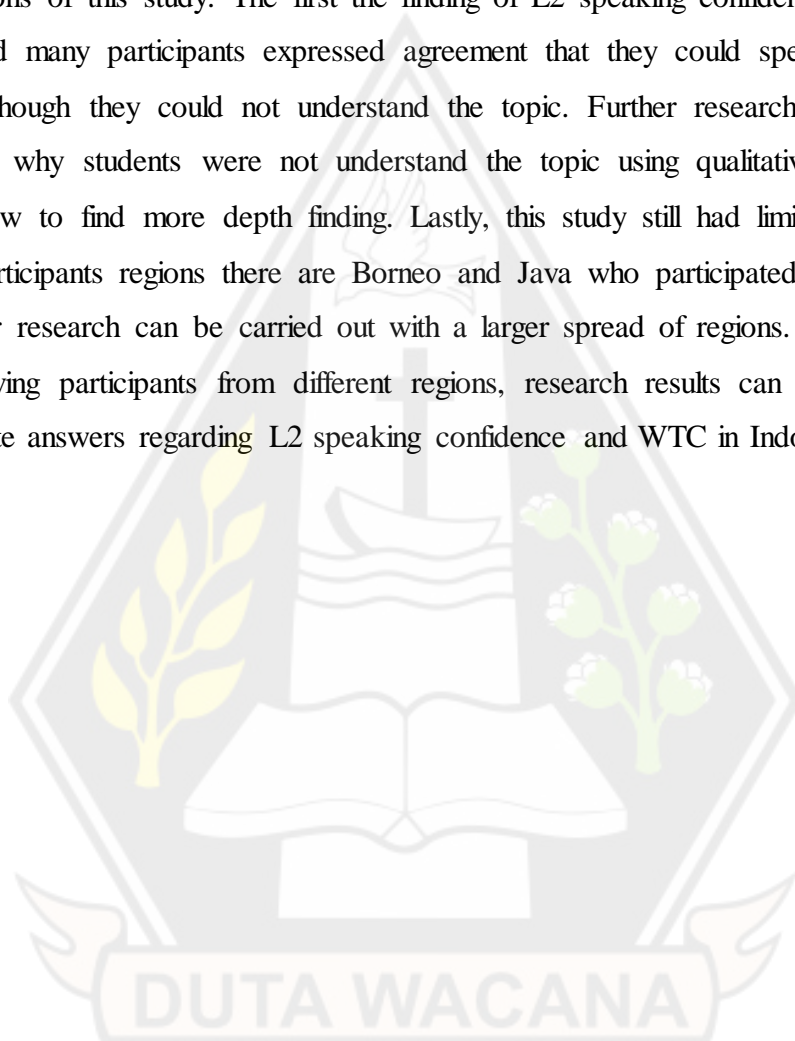 ons of this study. The first the finding of L2 speaking confiden
d many participants expressed agreement that they could spe
hough they could not understand the topic. Further research
why students were not understand the topic using qualitativ
w to find more depth finding. Lastly, this study still had limi
rticipants regions there are Borneo and Java who participated
r research can be carried out with a larger spread of regions.
ving participants from different regions, research results can
te answers regarding L2 speaking confidence and WTC in Indo
DUTA WACANA